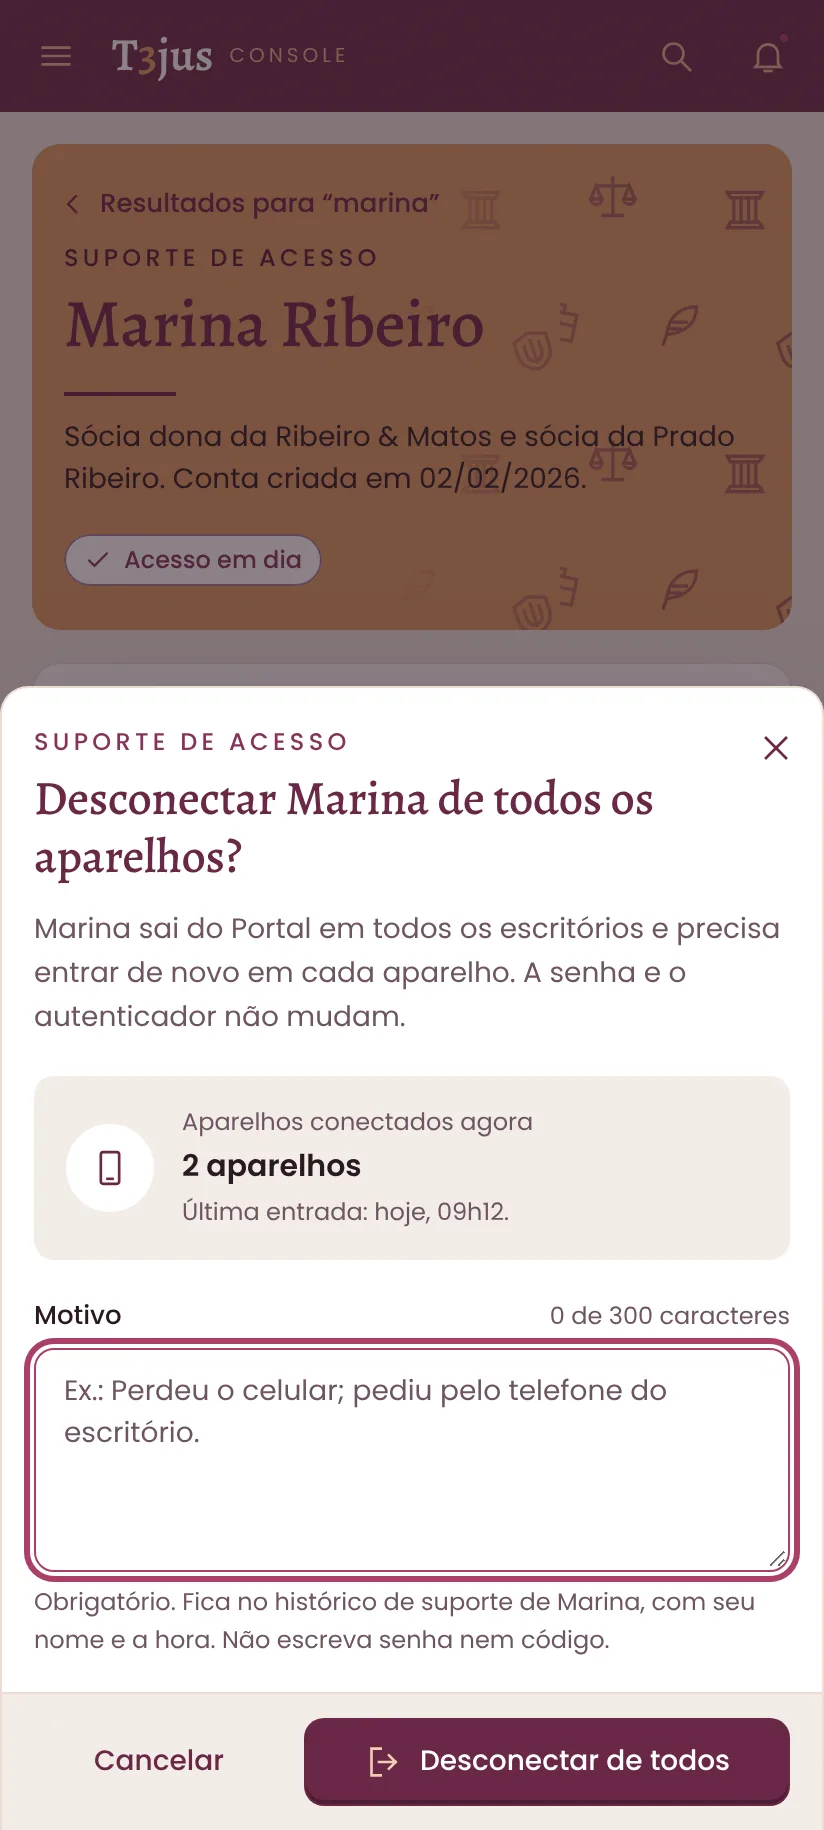 T3jus CONSOLE
Resultados para “marina”
SUPORTE DE ACESSO
Marina Ribeiro
Sócia dona da Ribeiro & Matos e sócia da Prado
Ribeiro. Conta criada em 02/02/2026.
Acesso em dia
SUPORTE DE ACESSO
Desconectar Marina de todos os
aparelhos?
Marina sai do Portal em todos os escritórios e precisa
entrar de novo em cada aparelho. A senha e o
autenticador não mudam.
Aparelhos conectados agora
2 aparelhos
Última entrada: hoje, 09h12.
Motivo
0 de 300 caracteres
Ex.: Perdeu o celular; pediu pelo telefone do
escritório.
Obrigatório. Fica no histórico de suporte de Marina, com seu
nome e a hora. Não escreva senha nem código.
Cancelar
Desconectar de todos